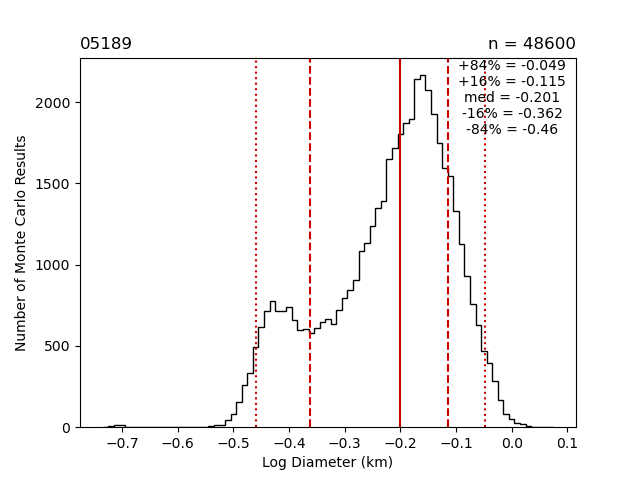 05189
n = 48600
+84% = -0.049
+16% = -0.115
med = -0.201
-16% = -0.362
-84% = -0.46
Number of Monte Carlo Results
2000
1500
1000
500
0
−0.7 −0.6 −0.5 −0.4 −0.3 −0.2 −0.1 0.0 0.1
Log Diameter (km)